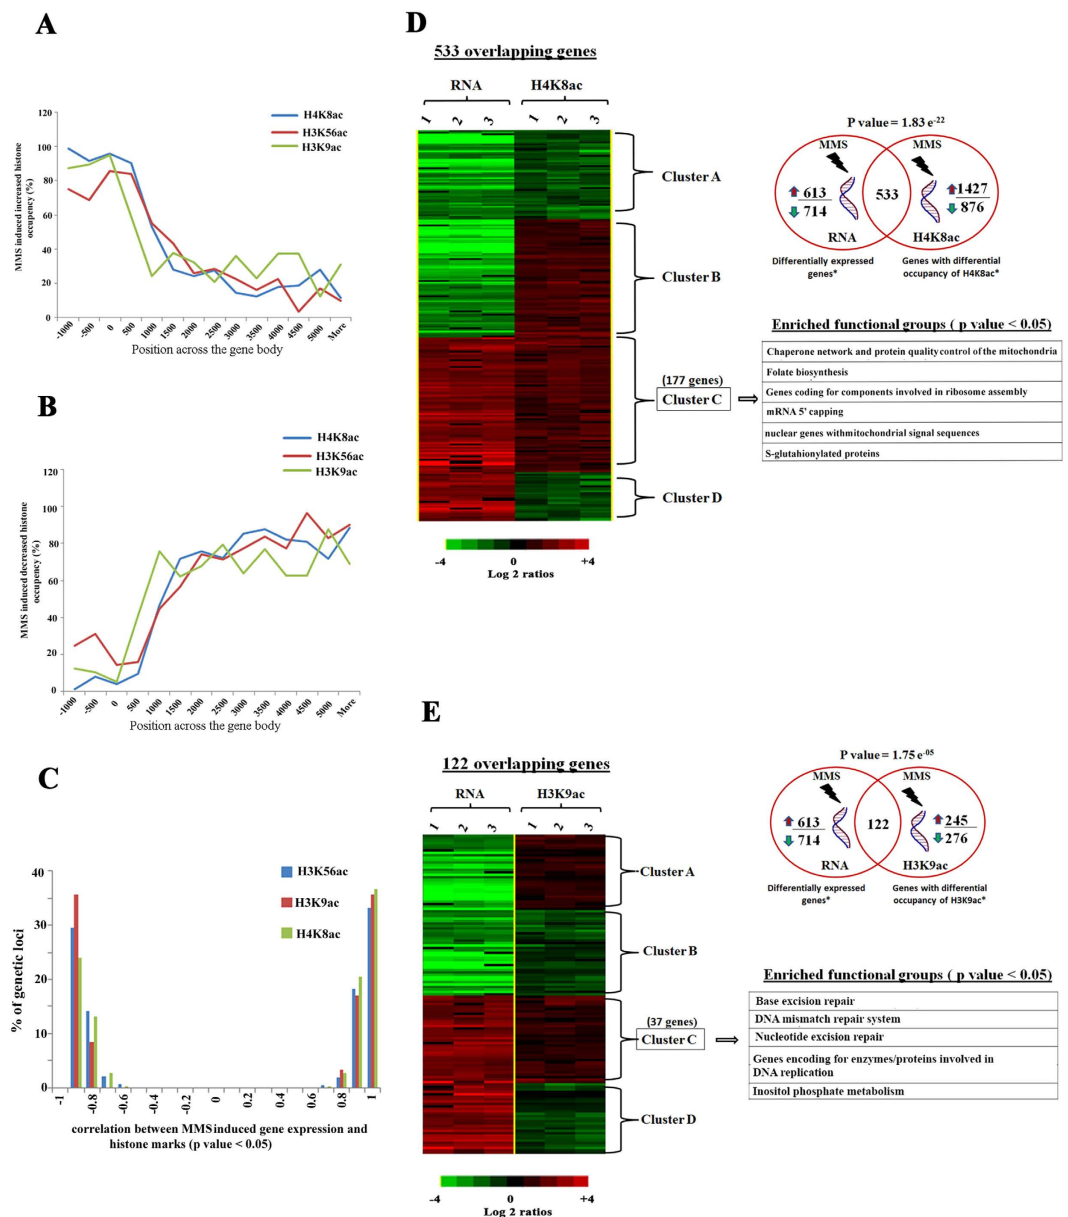 A
120
100
80
60
40
20
0
MMS induced increased histone
occupency (%)
H4K8ac
H3K56ac
H3K9ac
-1000
-500
0
500
1000
1500
2000
2500
3000
3500
4000
4500
5000
More
Position across the gene body
B
H4K8ac
H3K56ac
H3K9ac
120
100
80
60
40
20
0
MMS induced decreased histone
occupency (%)
-1000
-500
0
500
1000
1500
2000
2500
3000
3500
4000
4500
5000
More
Position across the gene body
C
40
30
20
10
0
% of genetic loci
H3K56ac
H3K9ac
H4K8ac
-1
-0.8
-0.6
-0.4
-0.2
0
0.2
0.4
0.6
0.8
1
correlation between MMS induced gene expression and
histone marks (p value < 0.05)
D
533 overlapping genes
RNA H4K8ac
1 2 3 1 2 3
Cluster A
Cluster B
(177 genes)
Cluster C
Cluster D
-4 0 +4
Log 2 ratios
P value = 1.83 e-22
MMS MMS
613 533 1427
714 876
RNA H4K8ac
Differentially expressed
genes*
Genes with differential
occupancy of H4K8ac*
Enriched functional groups ( p value < 0.05)
Chaperone network and protein quality control of the mitochondria
Folate biosynthesis
Genes coding for components involved in ribosome assembly
mRNA 5' capping
nuclear genes withmitochondrial signal sequences
S-glutahionylated proteins
E
122 overlapping genes
RNA H3K9ac
1 2 3 1 2 3
Cluster A
Cluster B
(37 genes)
Cluster C
Cluster D
-4 0 +4
Log 2 ratios
P value = 1.75 e-05
MMS MMS
613 122 245
714 276
RNA H3K9ac
Differentially expressed
genes*
Genes with differential
occupancy of H3K9ac*
Enriched functional groups ( p value < 0.05)
Base excision repair
DNA mismatch repair system
Nucleotide excision repair
Genes encoding for enzymes/proteins involved in
DNA replication
Inositol phosphate metabolism